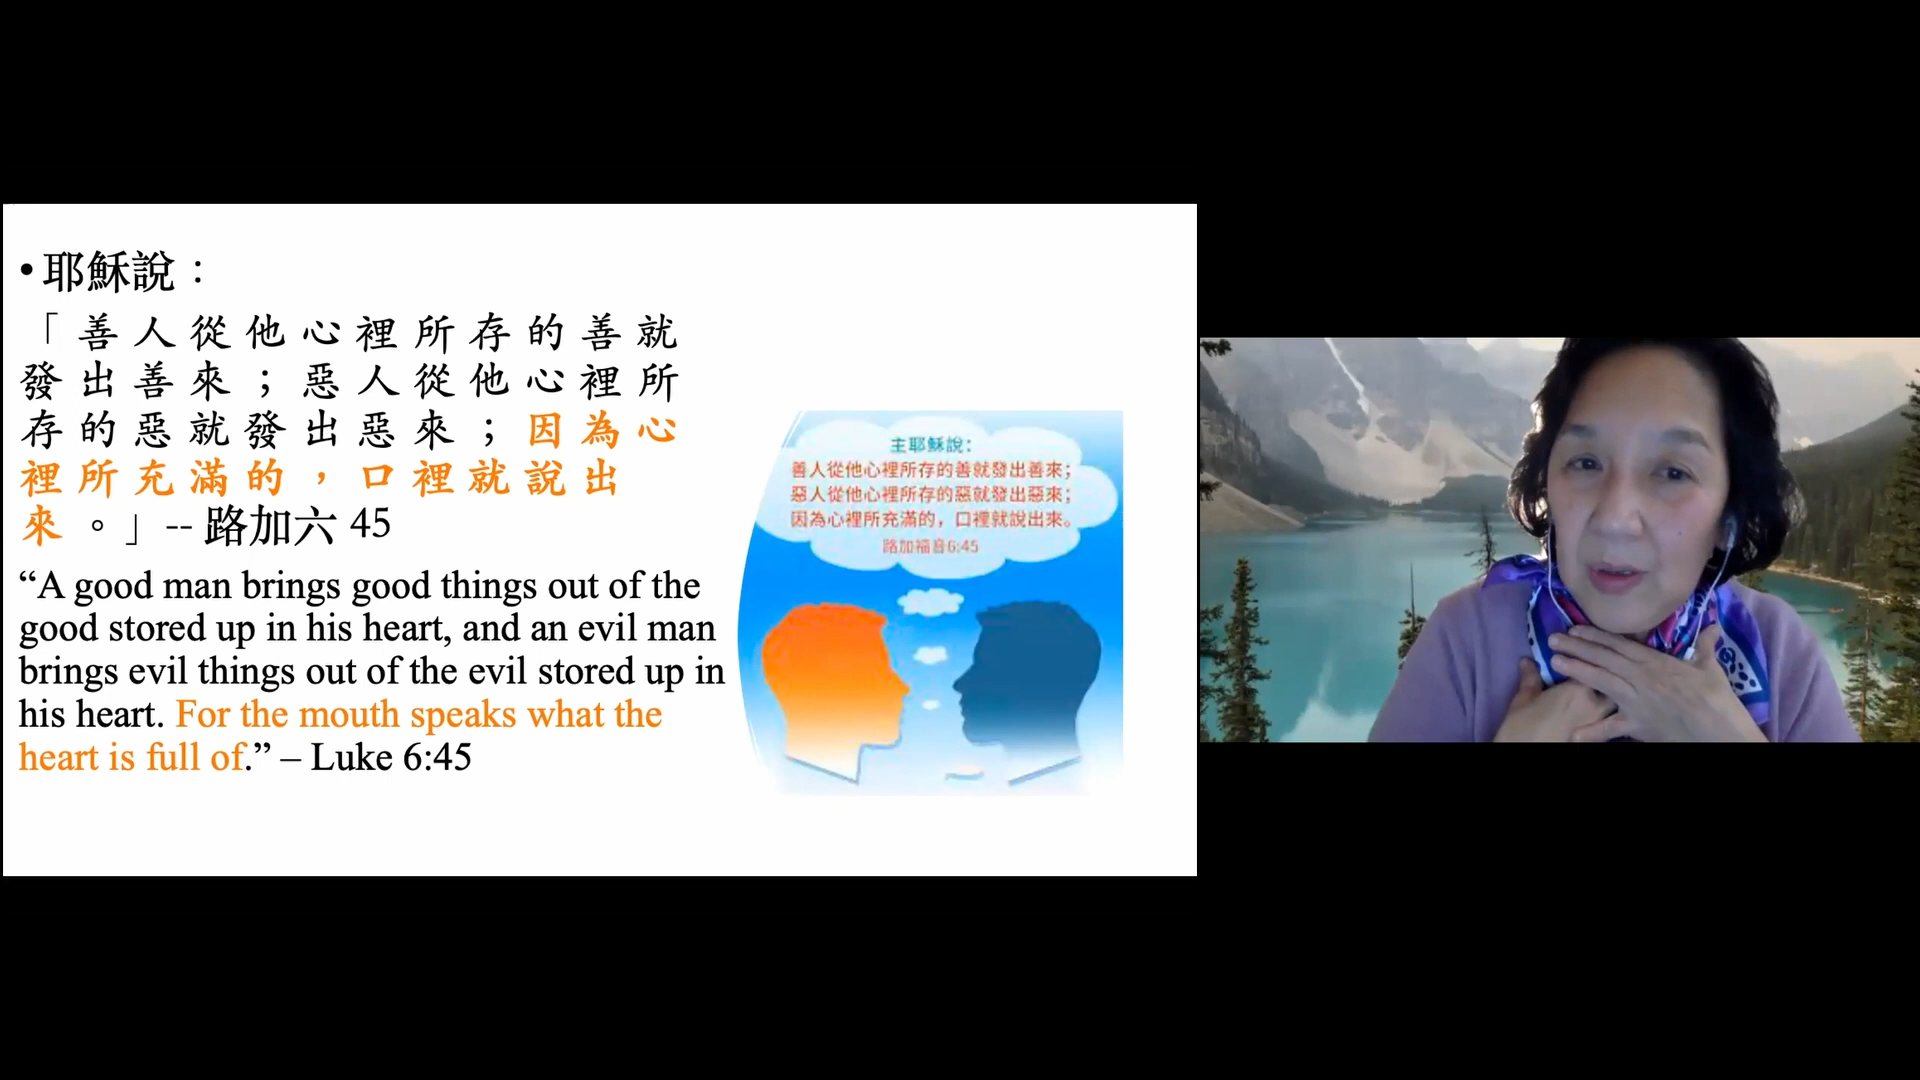 • 耶穌說：
「善人從他心裡所存的善就
發出善來；惡人從他心裡所
存的惡就發出惡來；因為心
裡所充滿的，口裡就說出
來。」-- 路加六 45
“A good man brings good things out of the
good stored up in his heart, and an evil man
brings evil things out of the evil stored up in
his heart. For the mouth speaks what the
heart is full of.” – Luke 6:45
主耶穌說：
善人從他心裡所存的善就發出善來；
惡人從他心裡所存的惡就發出惡來；
因為心裡所充滿的，口裡就說出來。
路加福音6:45